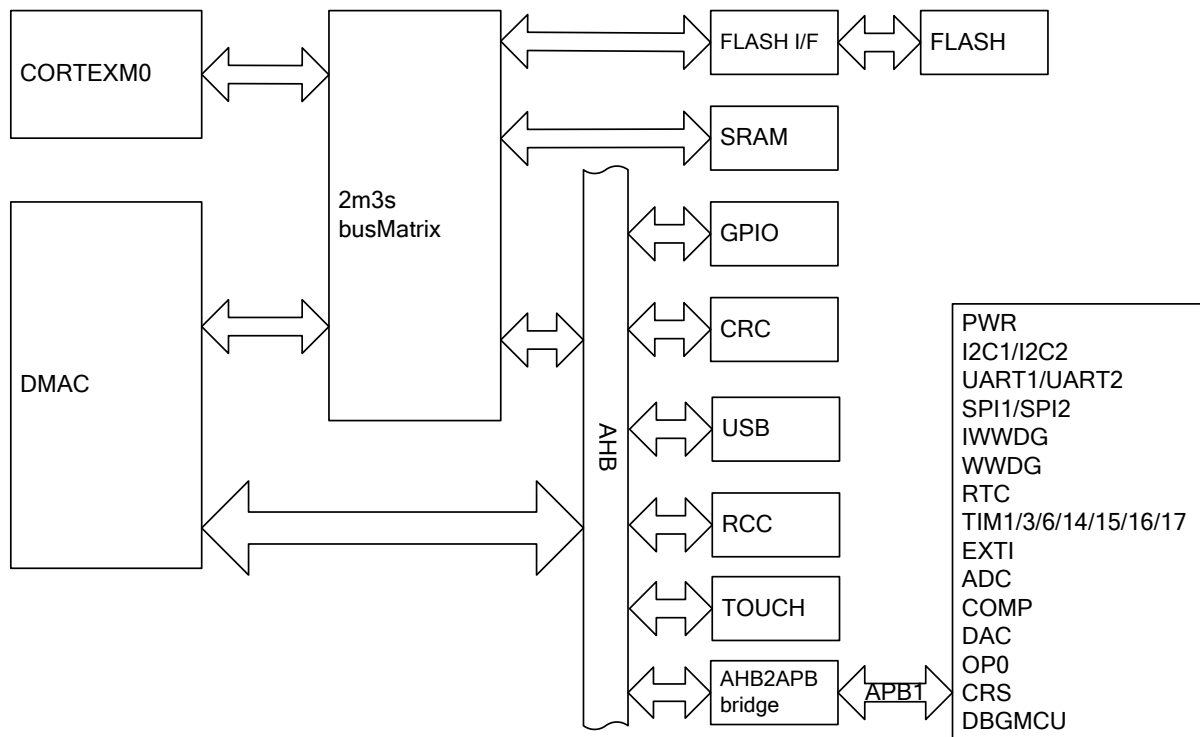 CORTEXM0
2m3s
busMatrix
FLASH I/F
FLASH
SRAM
DMAC
AHB
GPIO
CRC
USB
RCC
TOUCH
AHB2APB
bridge
APB1
PWR
I2C1/I2C2
UART1/UART2
SPI1/SPI2
IWWDG
WWDG
RTC
TIM1/3/6/14/15/16/17
EXTI
ADC
COMP
DAC
OP0
CRS
DBGMCU